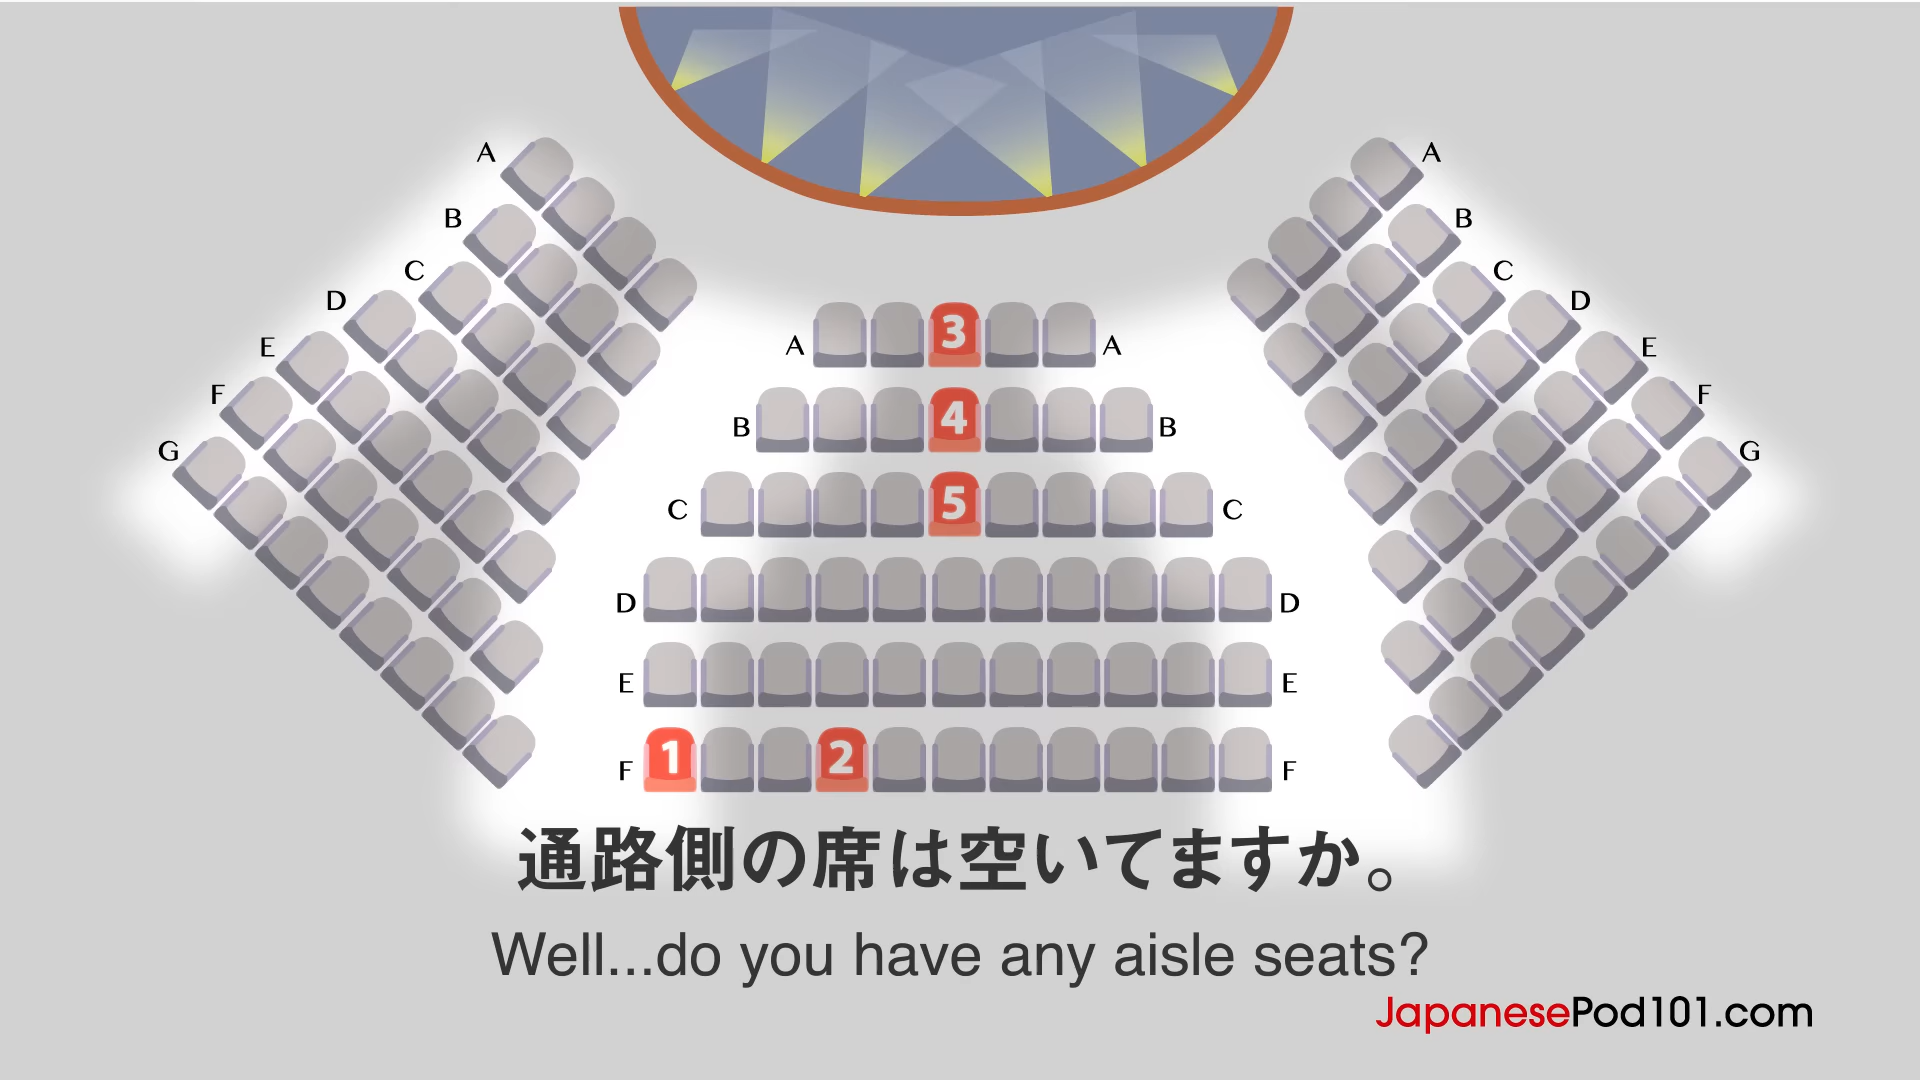 A
A
B
B
C
C
D
D
E
E
F
F
G
G
A 3 A
B 4 B
C 5 C
D D
E E
F 1 2 F
通路側の席は空いてますか。
Well...do you have any aisle seats?
JapanesePod101.com